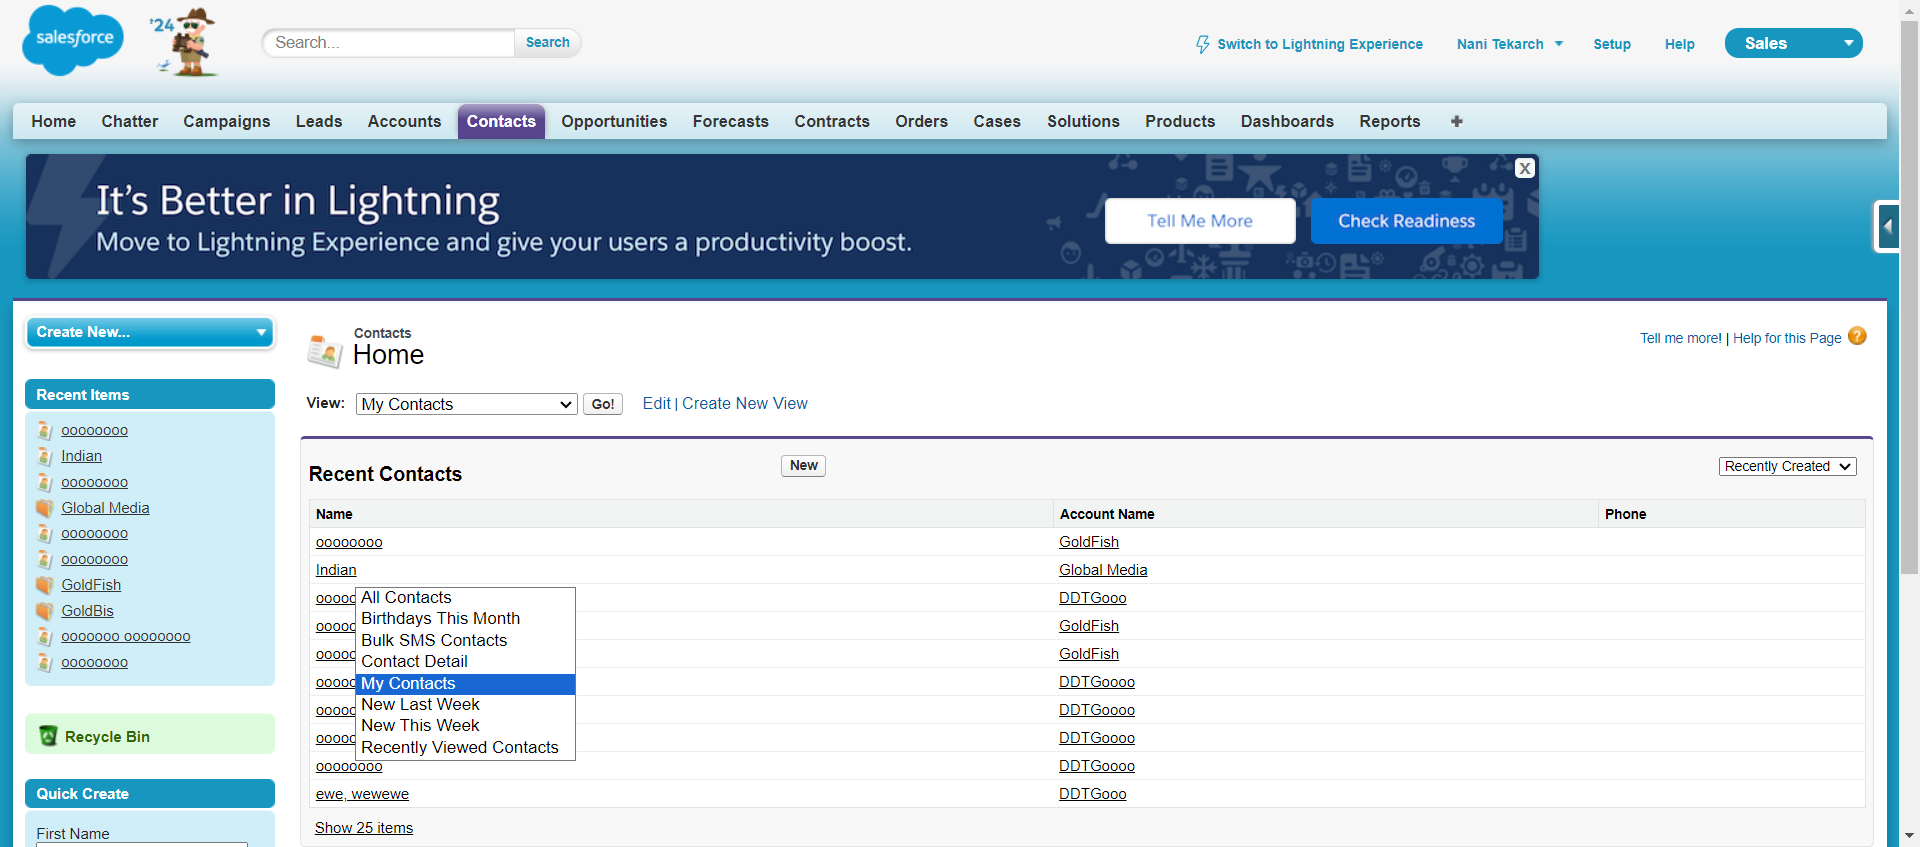 salesforce
'24
Search...
Search
Switch to Lightning Experience
Nani Tekarch
Setup
Help
Sales
Home
Chatter
Campaigns
Leads
Accounts
Contacts
Opportunities
Forecasts
Contracts
Orders
Cases
Solutions
Products
Dashboards
Reports
+
It's Better in Lightning
Move to Lightning Experience and give your users a productivity boost.
Tell Me More
Check Readiness
X
Create New...
Recent Items
oooooooo
Indian
oooooooo
Global Media
oooooooo
oooooooo
GoldFish
GoldBis
ooooooo oooooooo
oooooooo
Recycle Bin
Quick Create
First Name
Contacts
Home
Tell me more! | Help for this Page
?
View:
My Contacts
Go!
Edit | Create New View
Recent Contacts
New
Recently Created
Name Account Name Phone
oooooooo GoldFish
Indian Global Media
DDTGooo
GoldFish
GoldFish
DDTGoooo
DDTGoooo
DDTGoooo
oooooooo DDTGoooo
ewe, wewewe DDTGooo
Show 25 items
All Contacts
Birthdays This Month
Bulk SMS Contacts
Contact Detail
My Contacts
New Last Week
New This Week
Recently Viewed Contacts